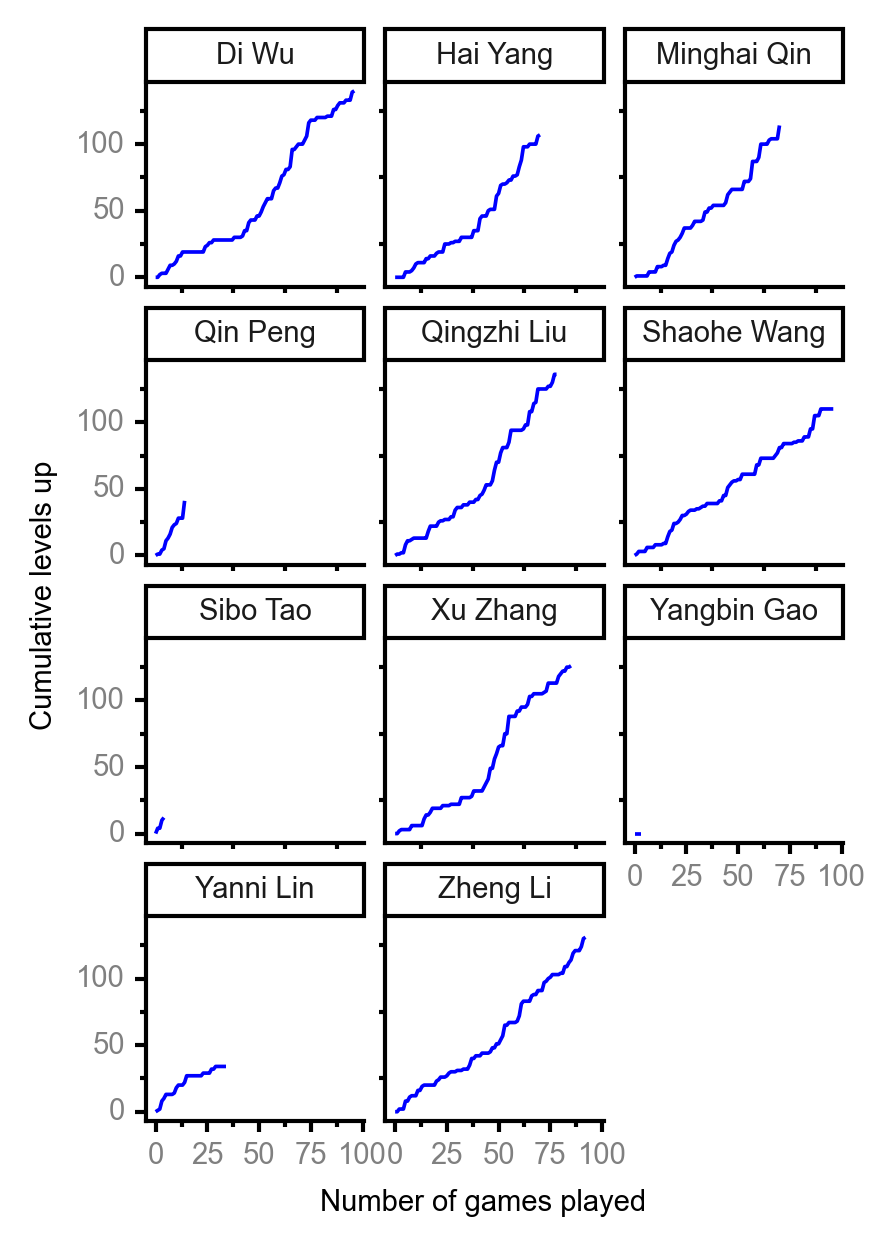 Di Wu Hai Yang Minghai Qin
100
50
0
Qin Peng Qingzhi Liu Shaohe Wang
100
50
0
Sibo Tao Xu Zhang Yangbin Gao
100
50
0
0 25 50 75 100
Yanni Lin Zheng Li
100
50
0
0 25 50 75 100 0 25 50 75 100
Number of games played
Cumulative levels up